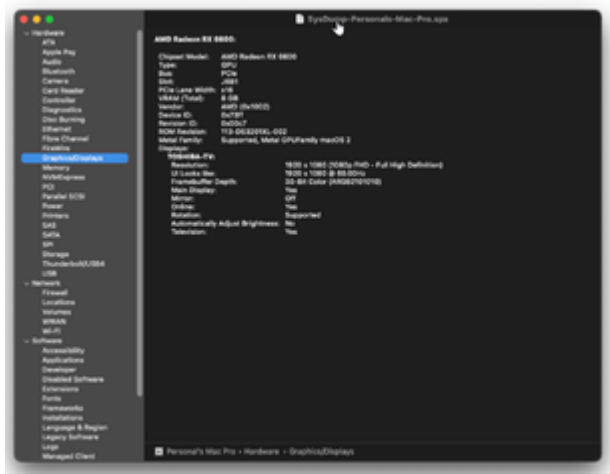 SysDump-Personals-Mac-Pro.spx
Hardware
ATA
Apple Pay
Audio
Bluetooth
Camera
Card Reader
Controller
Diagnostics
Disc Burning
Ethernet
Fibre Channel
FireWire
Graphics/Displays
Memory
NVMExpress
PCI
Parallel SCSI
Power
Printers
SAS
SATA
SPI
Storage
Thunderbolt/USB4
USB
Network
Firewall
Locations
Volumes
WWAN
Wi-Fi
Software
Accessibility
Applications
Developer
Disabled Software
Extensions
Fonts
Frameworks
Installations
Language & Region
Legacy Software
Logs
Managed Client
AMD Radeon RX 6600:
Chipset Model: AMD Radeon RX 6600
Type: GPU
Bus: PCIe
Slot:
PCIe Lane Width: x16
VRAM (Total): 8 GB
Vendor: AMD (0x1002)
Device ID: 0x73ff
Revision ID: 0x00c7
ROM Revision:
Metal Family: Supported, Metal GPUFamily macOS 2
Displays:
TOSHIBA-TV:
Resolution: 1920 x 1080 (1080p FHD - Full High Definition)
UI Looks like: 1920 x 1080 @ 60.00Hz
Framebuffer Depth: 30-Bit Color (ARGB2101010)
Main Display: Yes
Mirror: Off
Online: Yes
Rotation: Supported
Automatically Adjust Brightness: No
Television: Yes
Personal's Mac Pro › Hardware › Graphics/Displays